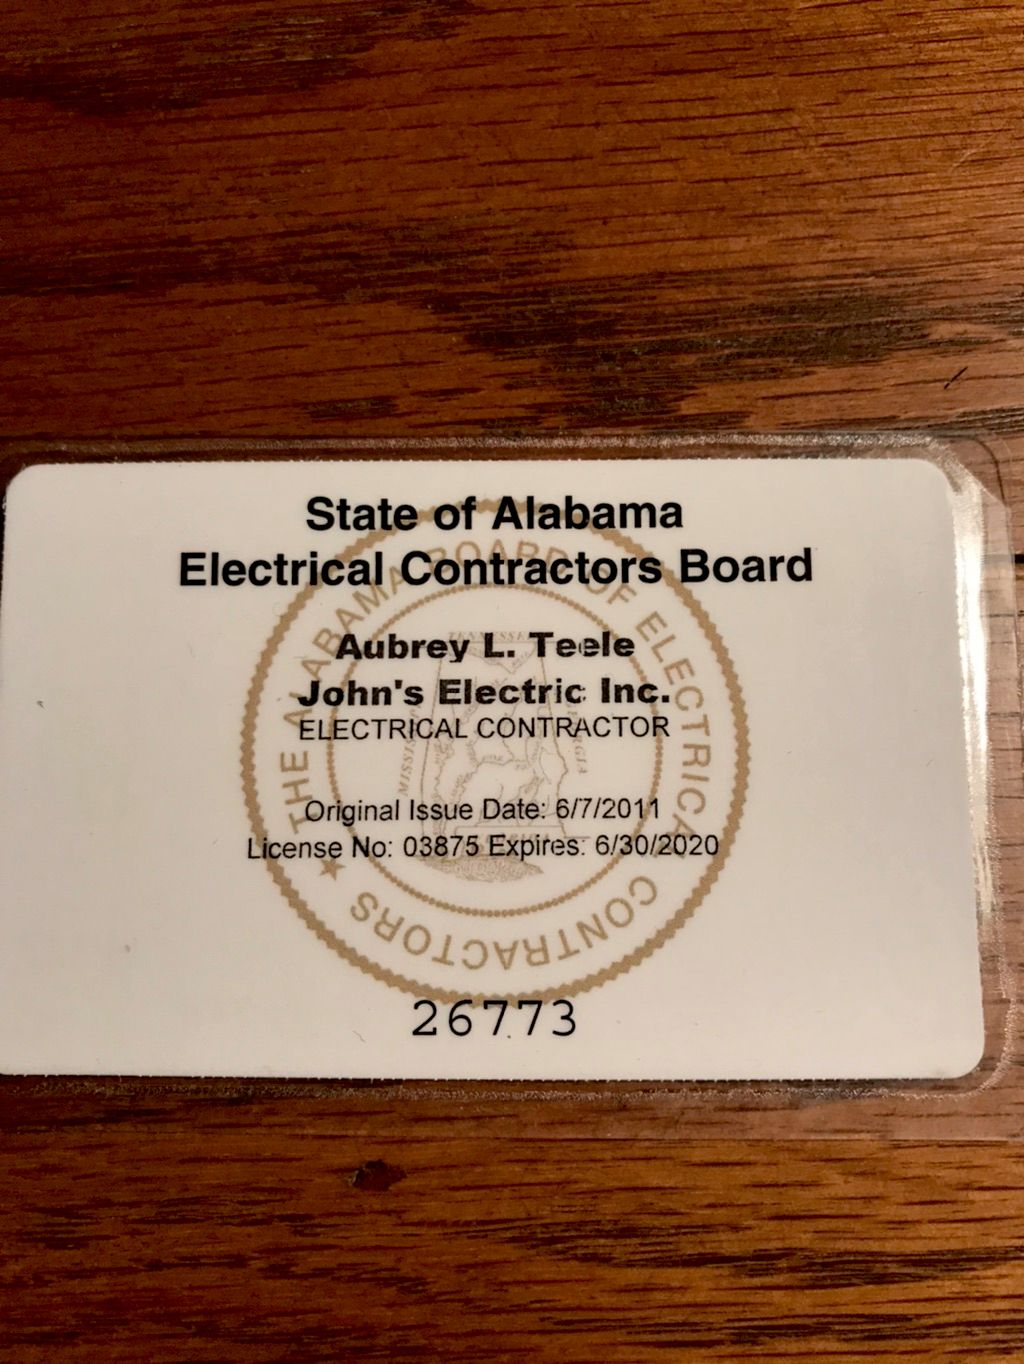 State of Alabama
Electrical Contractors Board
Aubrey L. Teele
John's Electric Inc.
ELECTRICAL CONTRACTOR
Original Issue Date: 6/7/2011
License No: 03875 Expires: 6/30/2020
26773
THE ALABAMA BOARD OF ELECTRICAL CONTRACTORS
TENNESSEE